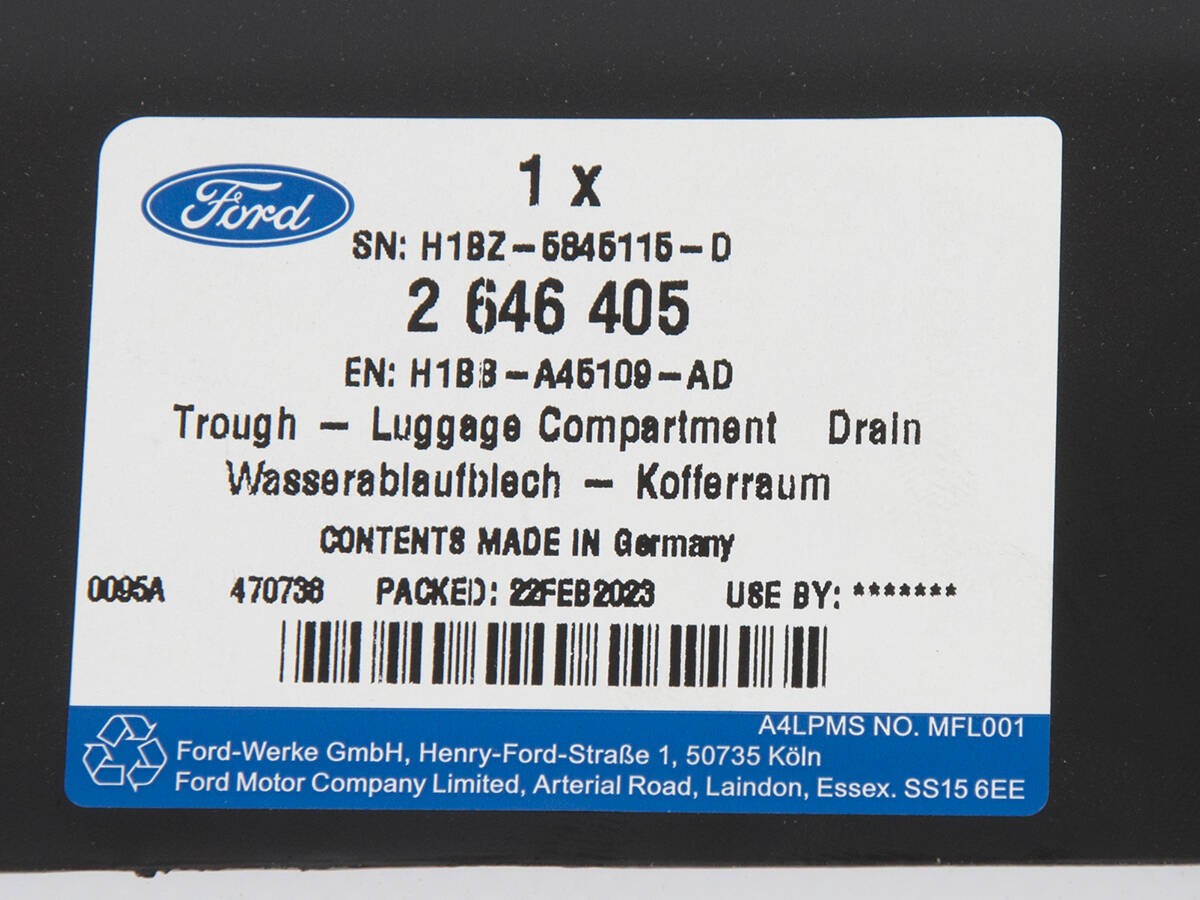 Ford
1 x
SN: H1BZ-5845115-D
2 646 405
EN: H1BB-A45109-AD
Trough - Luggage Compartment Drain
Wasserablaufblech - Kofferraum
CONTENTS MADE IN Germany
0095A 470738 PACKED: 22FEB2023 USE BY: *******
A4LPMS NO. MFL001
Ford-Werke GmbH, Henry-Ford-Straße 1, 50735 Köln
Ford Motor Company Limited, Arterial Road, Laindon, Essex. SS15 6EE